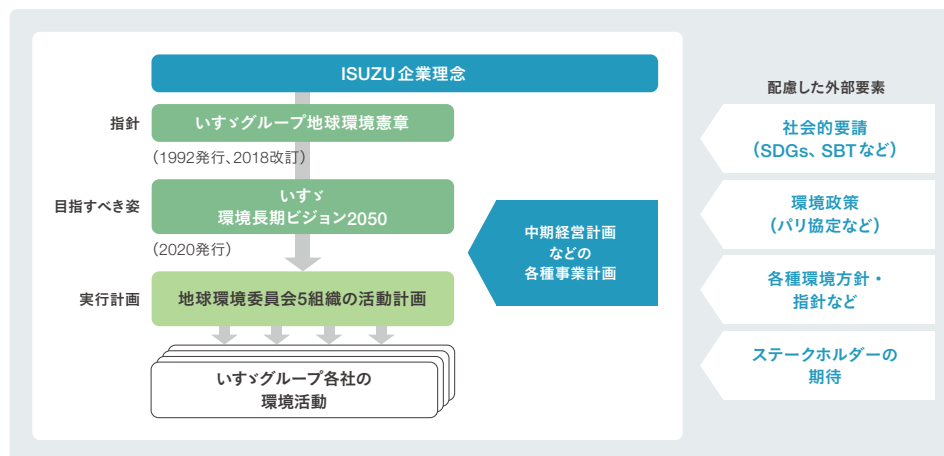 ISUZU企業理念
指針
いすゞグループ地球環境憲章
（1992発行、2018改訂）
目指すべき姿
いすゞ
環境長期ビジョン2050
（2020発行）
実行計画
地球環境委員会5組織の活動計画
いすゞグループ各社の
環境活動
中期経営計画
などの
各種事業計画
配慮した外部要素
社会的要請
（SDGs、SBTなど）
環境政策
（パリ協定など）
各種環境方針・
指針など
ステークホルダーの
期待